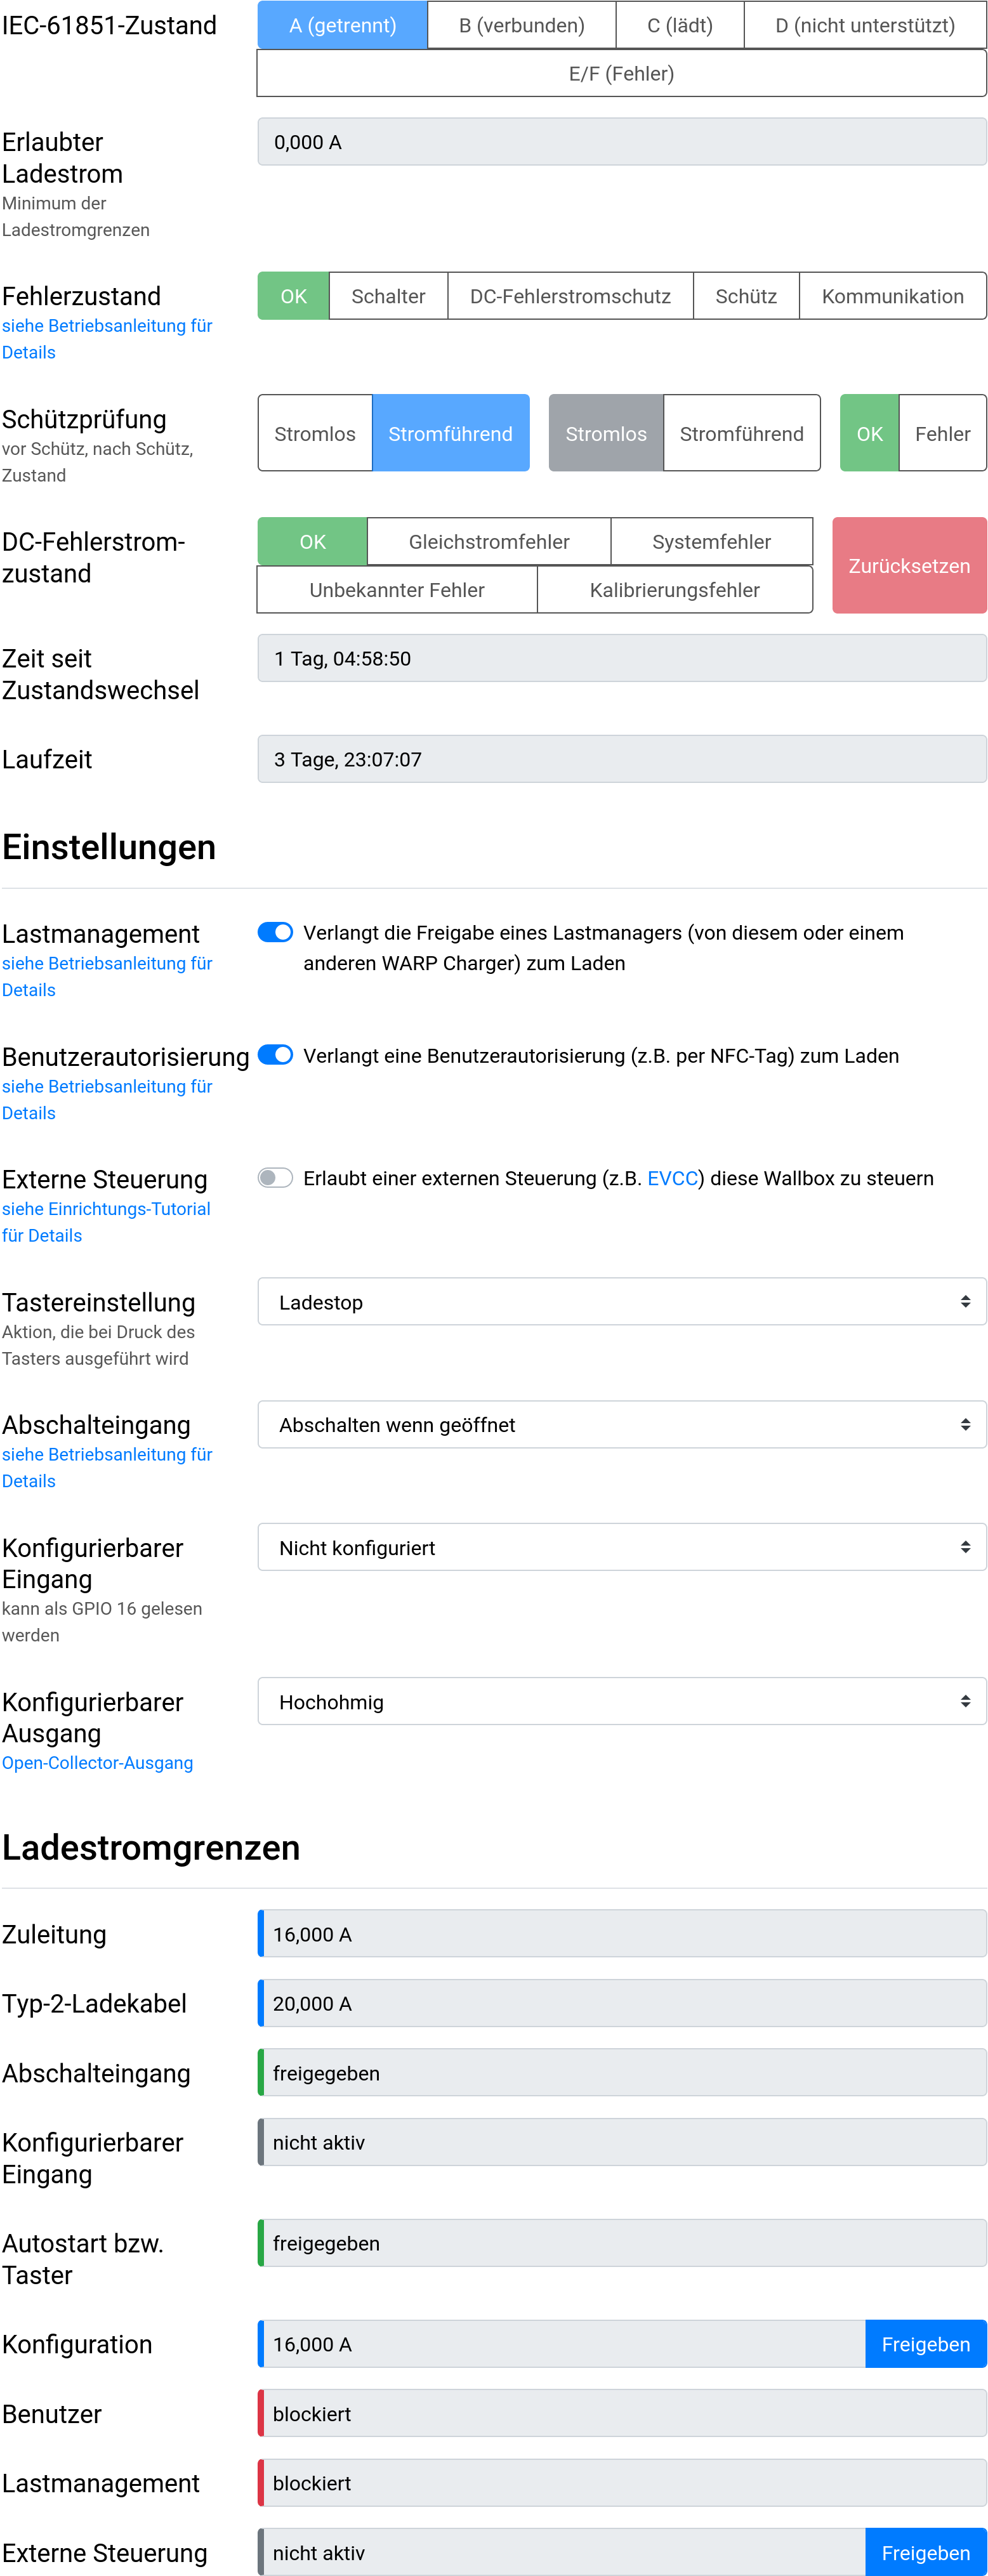 IEC-61851-Zustand
A (getrennt) B (verbunden) C (lädt) D (nicht unterstützt)
E/F (Fehler)
Erlaubter
Ladestrom
Minimum der
Ladestromgrenzen
0,000 A
Fehlerzustand
siehe Betriebsanleitung für
Details
OK Schalter DC-Fehlerstromschutz Schütz Kommunikation
Schützprüfung
vor Schütz, nach Schütz,
Zustand
Stromlos Stromführend Stromlos Stromführend OK Fehler
DC-Fehlerstrom-
zustand
OK Gleichstromfehler Systemfehler
Unbekannter Fehler Kalibrierungsfehler
Zurücksetzen
Zeit seit
Zustandswechsel
1 Tag, 04:58:50
Laufzeit
3 Tage, 23:07:07
Einstellungen
Lastmanagement
siehe Betriebsanleitung für
Details
Verlangt die Freigabe eines Lastmanagers (von diesem oder einem
anderen WARP Charger) zum Laden
Benutzerautorisierung
siehe Betriebsanleitung für
Details
Verlangt eine Benutzerautorisierung (z.B. per NFC-Tag) zum Laden
Externe Steuerung
siehe Einrichtungs-Tutorial
für Details
Erlaubt einer externen Steuerung (z.B. EVCC) diese Wallbox zu steuern
Tastereinstellung
Aktion, die bei Druck des
Tasters ausgeführt wird
Ladestop
Abschalteingang
siehe Betriebsanleitung für
Details
Abschalten wenn geöffnet
Konfigurierbarer
Eingang
kann als GPIO 16 gelesen
werden
Nicht konfiguriert
Konfigurierbarer
Ausgang
Open-Collector-Ausgang
Hochohmig
Ladestromgrenzen
Zuleitung
16,000 A
Typ-2-Ladekabel
20,000 A
Abschalteingang
freigegeben
Konfigurierbarer
Eingang
nicht aktiv
Autostart bzw.
Taster
freigegeben
Konfiguration
16,000 A
Freigeben
Benutzer
blockiert
Lastmanagement
blockiert
Externe Steuerung
nicht aktiv
Freigeben